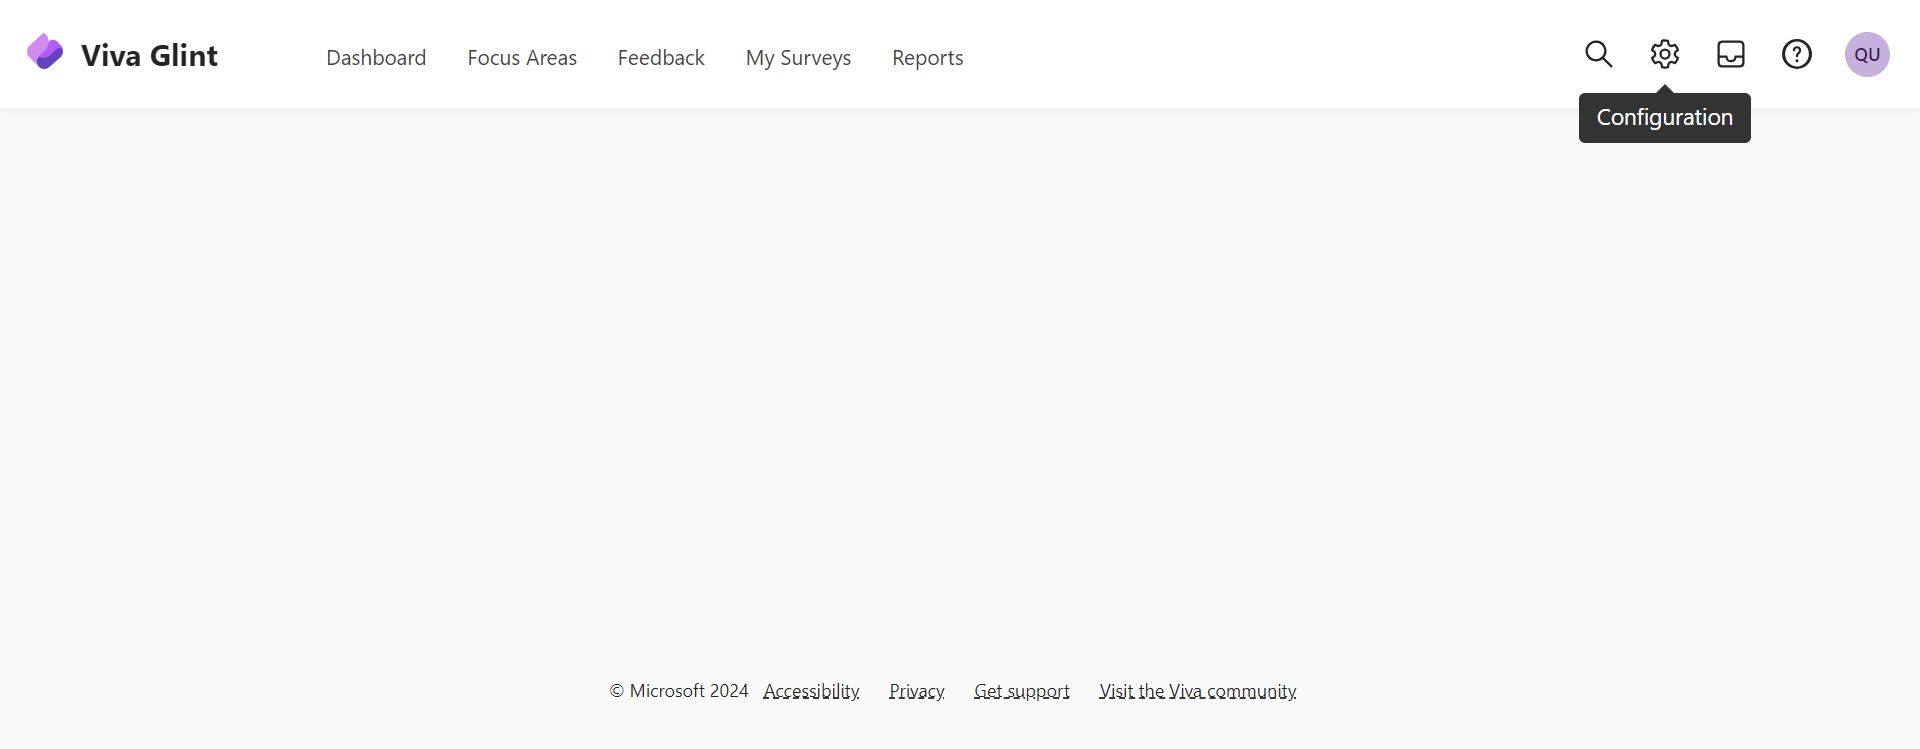 Viva Glint
Dashboard Focus Areas Feedback My Surveys Reports
QU
Configuration
© Microsoft 2024 Accessibility Privacy Get support Visit the Viva community